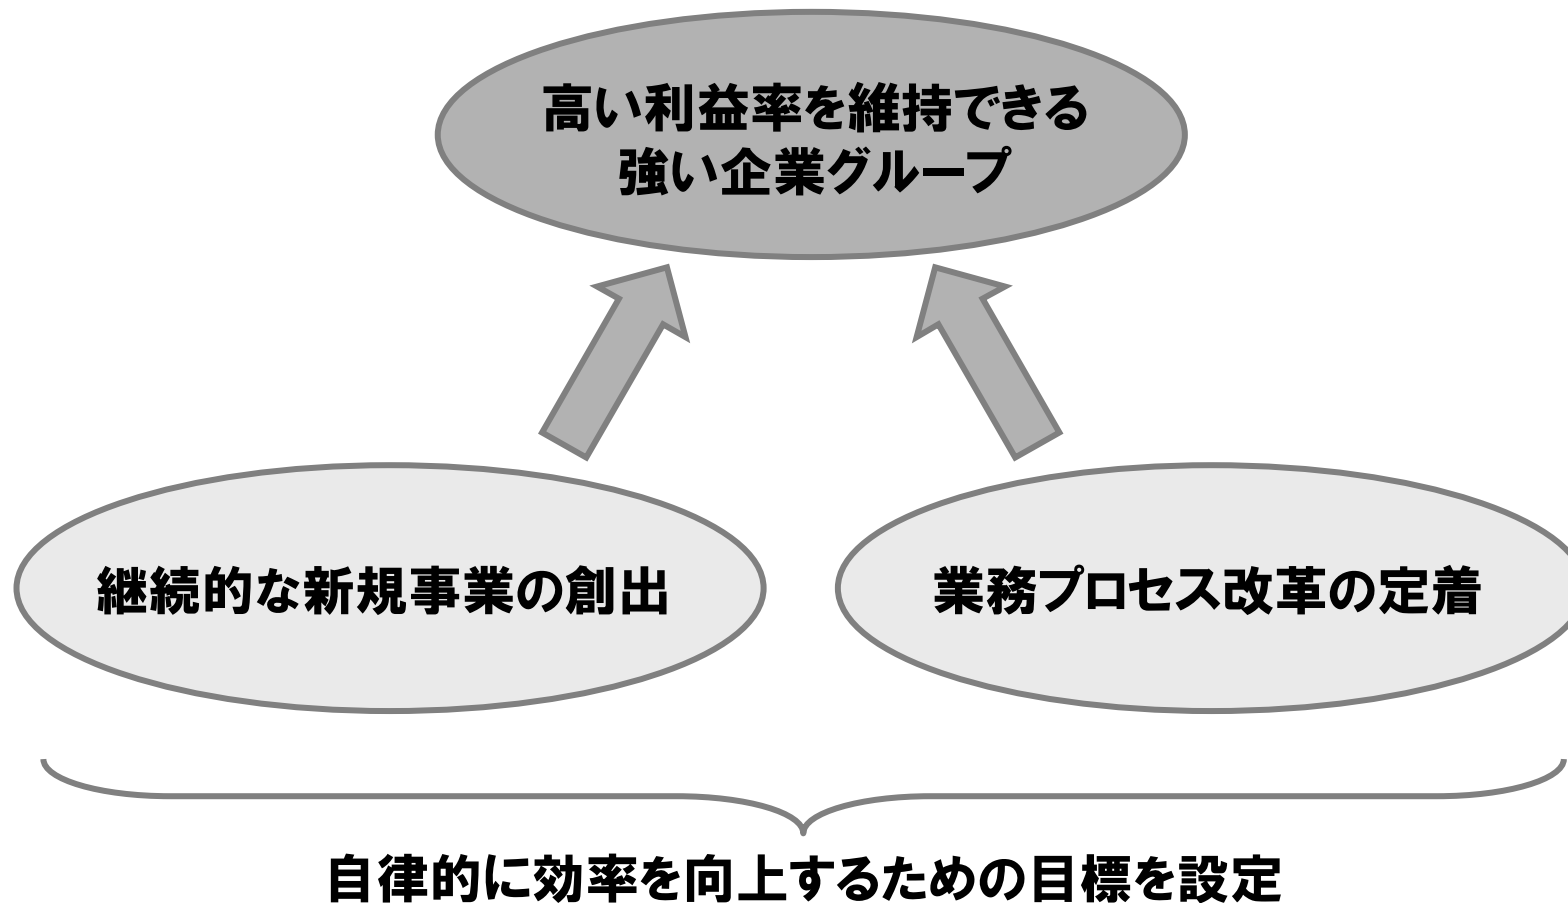 高い利益率を維持できる
強い企業グループ
継続的な新規事業の創出
業務プロセス改革の定着
自律的に効率を向上するための目標を設定